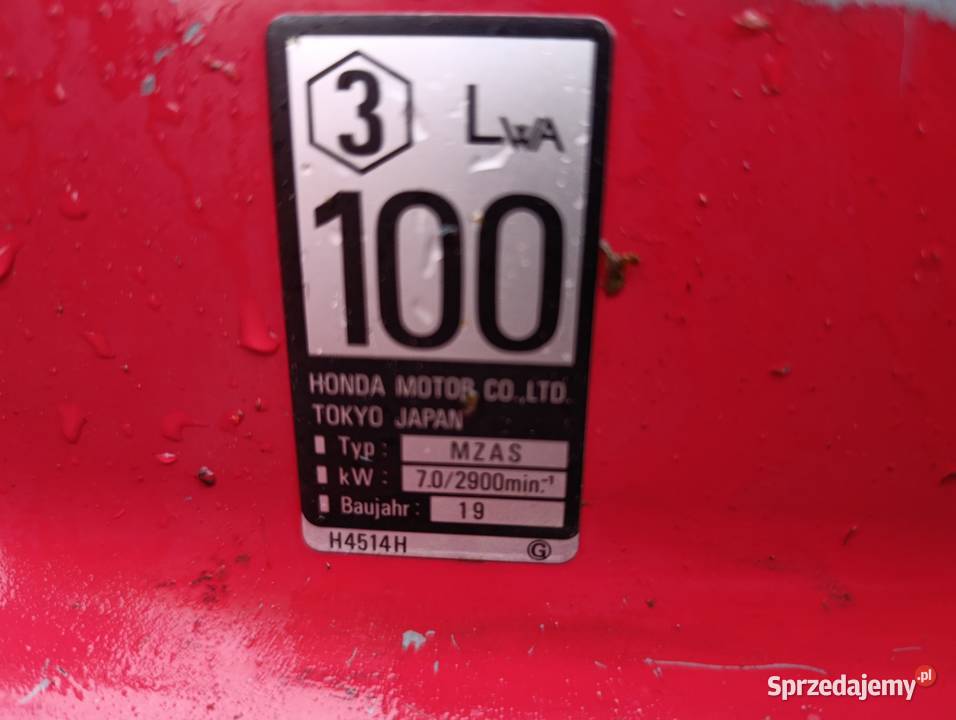 3 LWA
100
HONDA MOTOR CO.,LTD.
TOKYO JAPAN
Typ: MZAS
kW: 7.0/2900min.⁻¹
Baujahr: 19
H4514H G
Sprzedajemy.pl